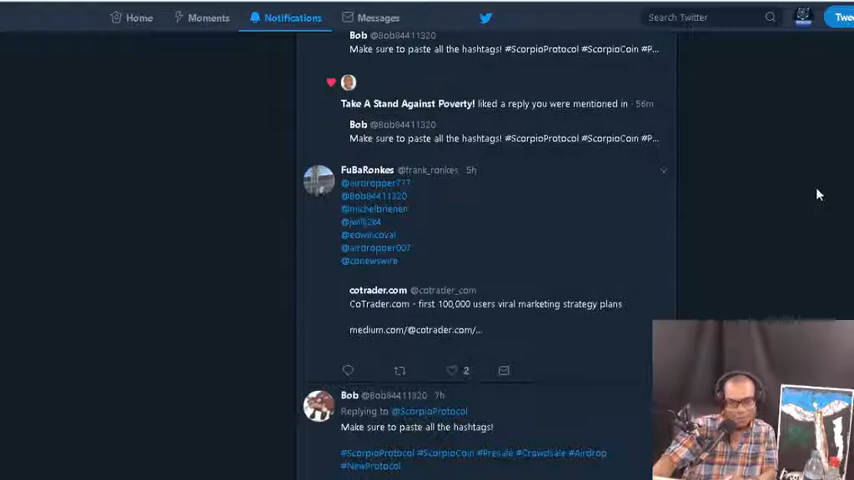 Home Moments Notifications Messages Search Twitter Twee
Bob @Bob84411320
Make sure to paste all the hashtags! #ScorpioProtocol #ScorpioCoin #P...
Take A Stand Against Poverty! liked a reply you were mentioned in · 56m
Bob @Bob84411320
Make sure to paste all the hashtags! #ScorpioProtocol #ScorpioCoin #P...
FuBaRonkes @frank_ronkes 5h
@airdropper777
@Bob84411320
@michelbrienen
@edwincoval
@airdropper007
cotrader.com @cotrader_com
CoTrader.com - first 100,000 users viral marketing strategy plans
medium.com/@cotrader.com/...
2
Bob @Bob84411320 7h
Replying to @ScorpioProtocol
Make sure to paste all the hashtags!
#ScorpioProtocol #ScorpioCoin #Presale #Crowdsale #Airdrop
#NewProtocol